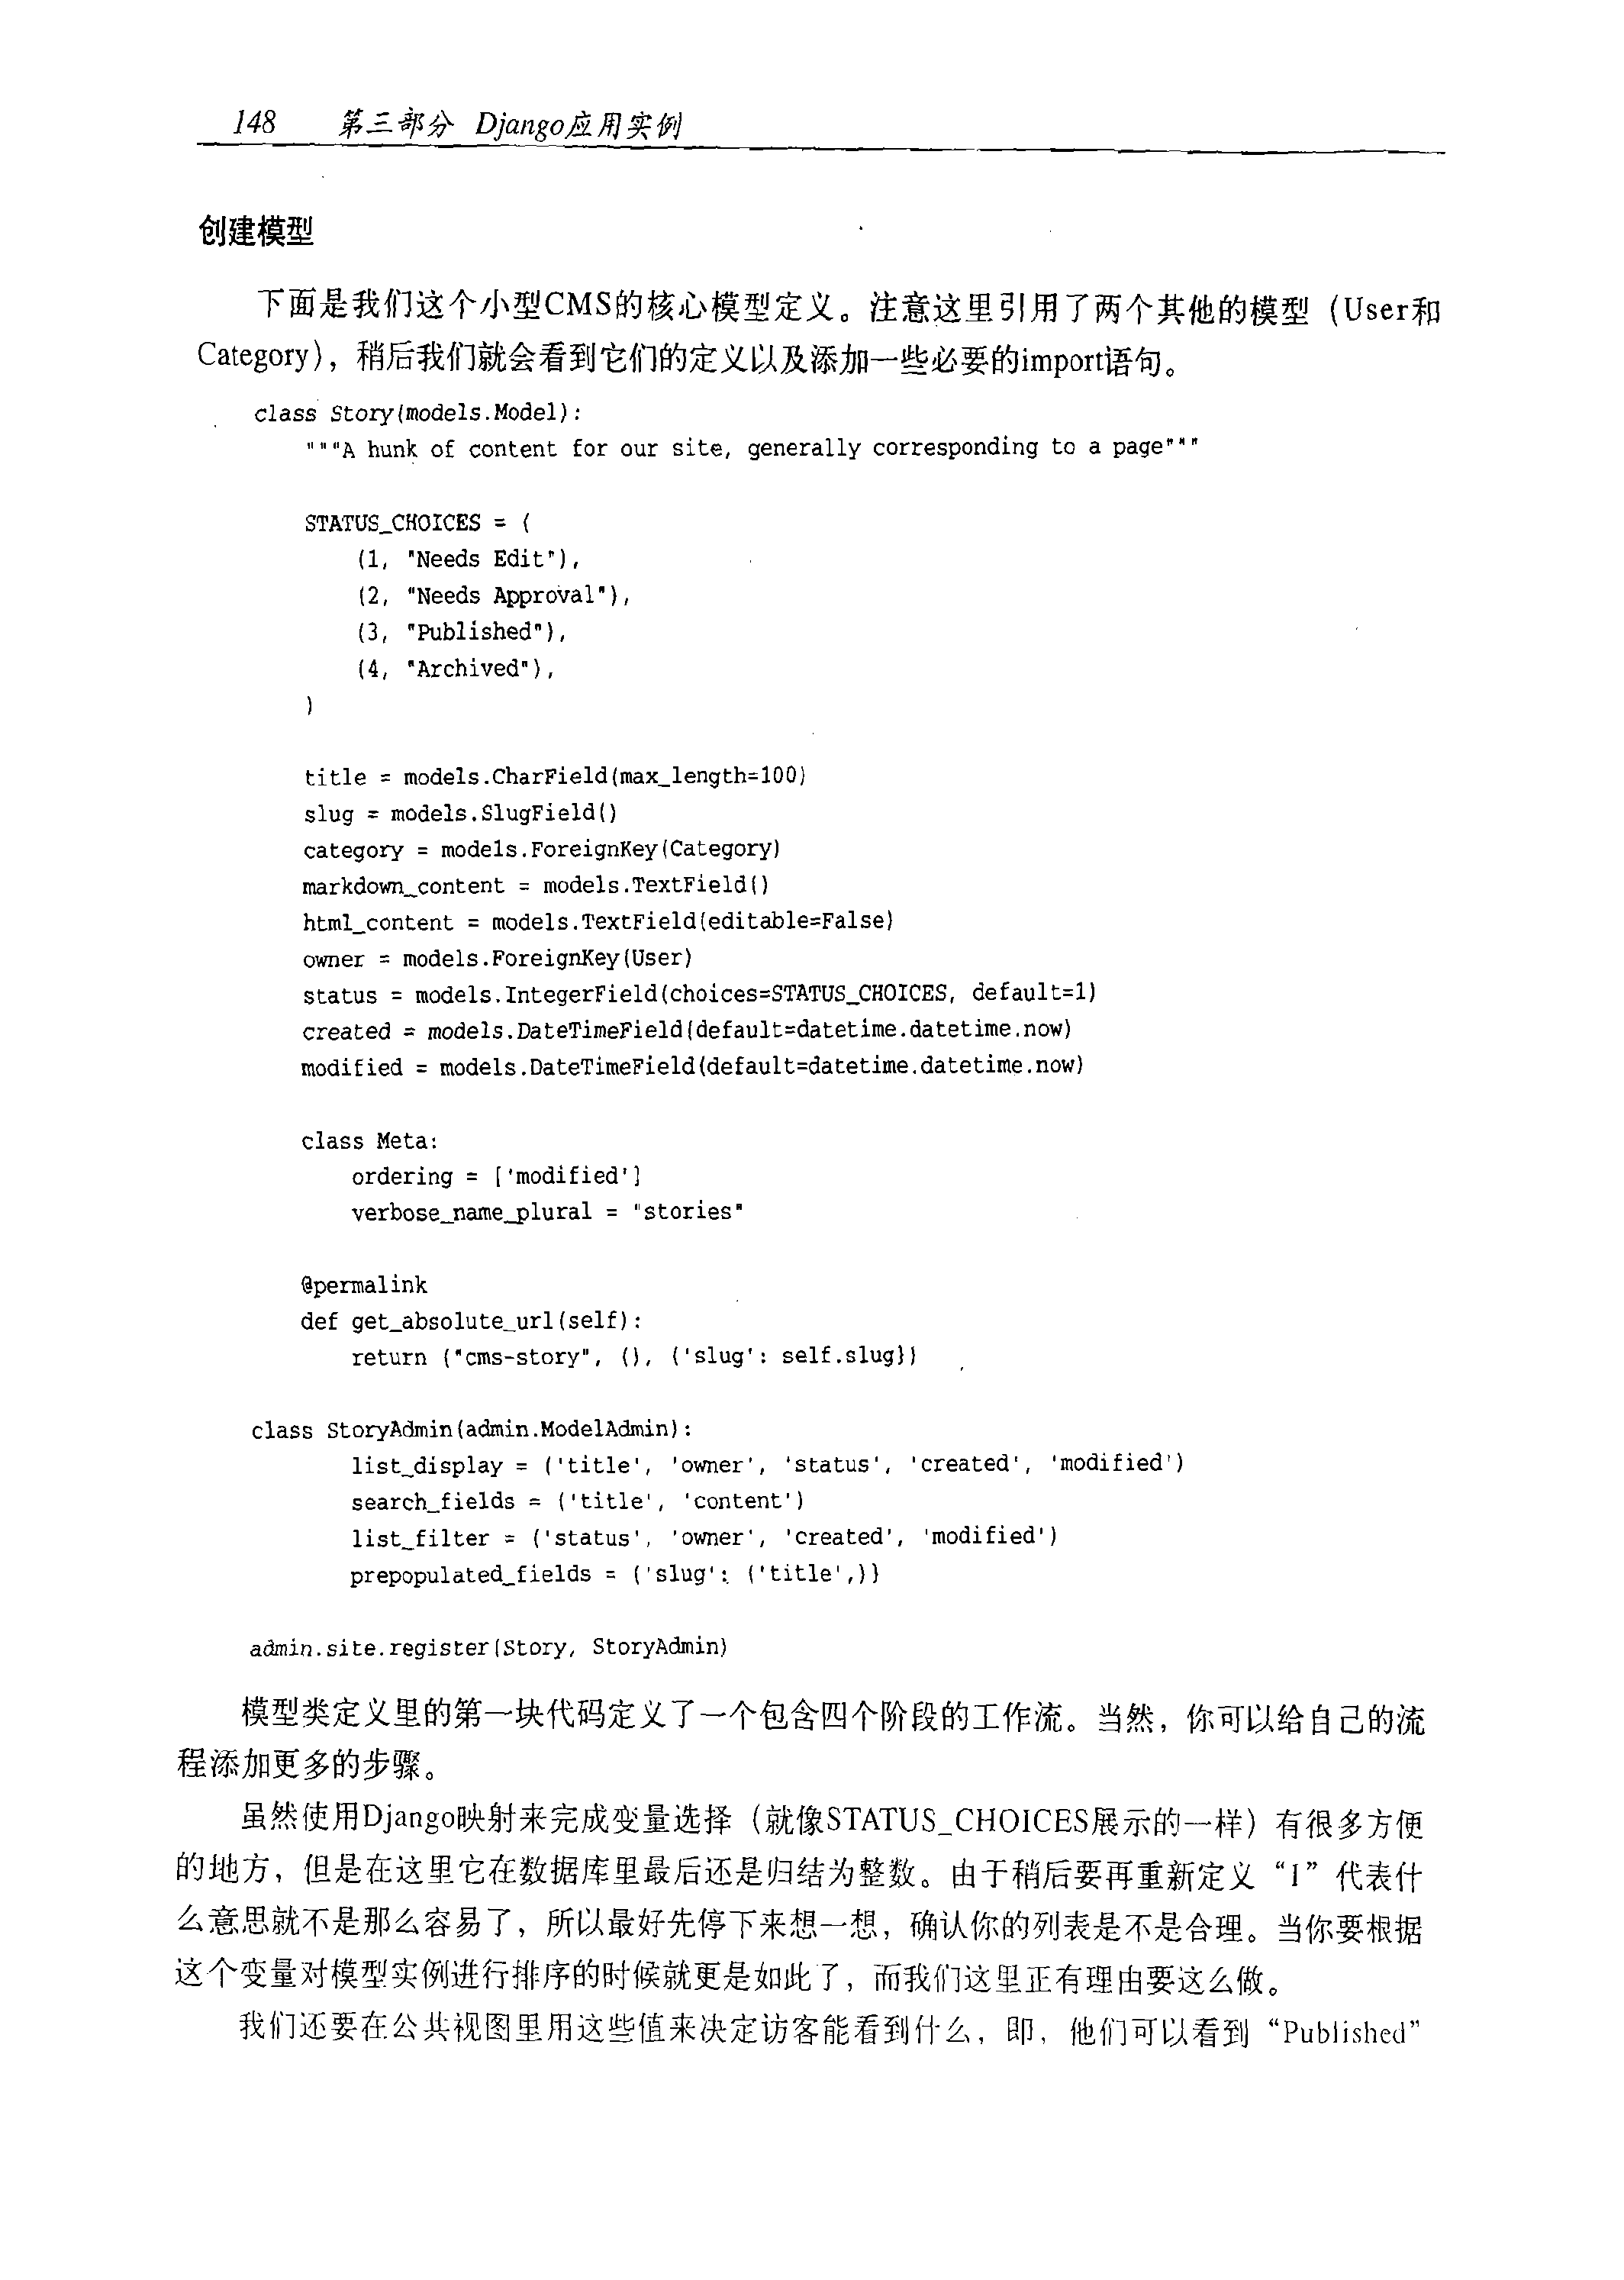 148 第三部分 Django应用实例
创建模型
下面是我们这个小型CMS的核心模型定义。注意这里引用了两个其他的模型（User和
Category），稍后我们就会看到它们的定义以及添加一些必要的import语句。
class Story(models.Model):
    """A hunk of content for our site, generally corresponding to a page"""
    STATUS_CHOICES = (
        (1, "Needs Edit"),
        (2, "Needs Approval"),
        (3, "Published"),
        (4, "Archived"),
    )
    title = models.CharField(max_length=100)
    slug = models.SlugField()
    category = models.ForeignKey(Category)
    markdown_content = models.TextField()
    html_content = models.TextField(editable=False)
    owner = models.ForeignKey(User)
    status = models.IntegerField(choices=STATUS_CHOICES, default=1)
    created = models.DateTimeField(default=datetime.datetime.now)
    modified = models.DateTimeField(default=datetime.datetime.now)
    class Meta:
        ordering = ['modified']
        verbose_name_plural = "stories"
    @permalink
    def get_absolute_url(self):
        return ("cms-story", (), {'slug': self.slug})
class StoryAdmin(admin.ModelAdmin):
        list_display = ('title', 'owner', 'status', 'created', 'modified')
        search_fields = ('title', 'content')
        list_filter = ('status', 'owner', 'created', 'modified')
        prepopulated_fields = {'slug': ('title',)}
admin.site.register(Story, StoryAdmin)
模型类定义里的第一块代码定义了一个包含四个阶段的工作流。当然，你可以给自己的流
程添加更多的步骤。
虽然使用Django映射来完成变量选择（就像STATUS_CHOICES展示的一样）有很多方便
的地方，但是在这里它在数据库里最后还是归结为整数。由于稍后要再重新定义“1”代表什
么意思就不是那么容易了，所以最好先停下来想一想，确认你的列表是不是合理。当你要根据
这个变量对模型实例进行排序的时候就更是如此了，而我们这里正有理由要这么做。
我们还要在公共视图里用这些值来决定访客能看到什么，即，他们可以看到“Published”